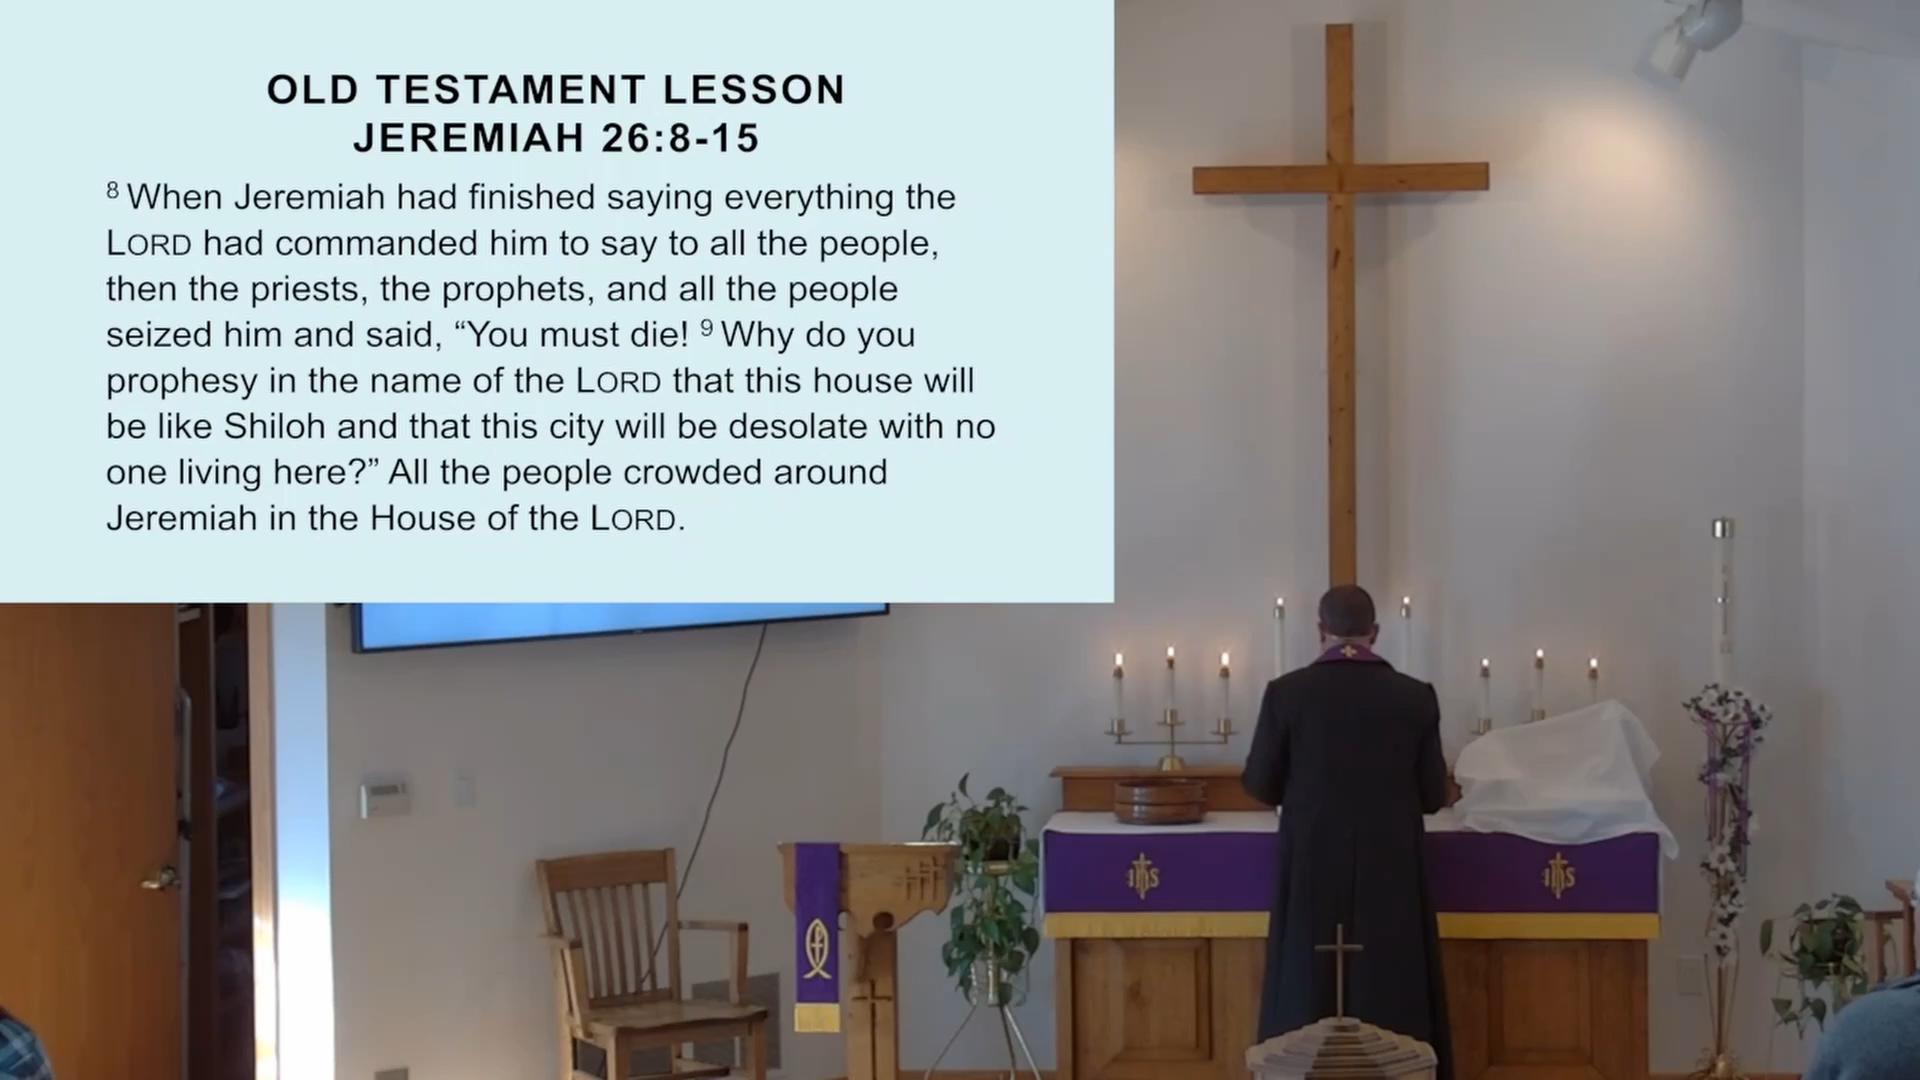 OLD TESTAMENT LESSON
JEREMIAH 26:8-15
⁸ When Jeremiah had finished saying everything the
LORD had commanded him to say to all the people,
then the priests, the prophets, and all the people
seized him and said, “You must die! ⁹ Why do you
prophesy in the name of the LORD that this house will
be like Shiloh and that this city will be desolate with no
one living here?” All the people crowded around
Jeremiah in the House of the LORD.
IHS
IHS